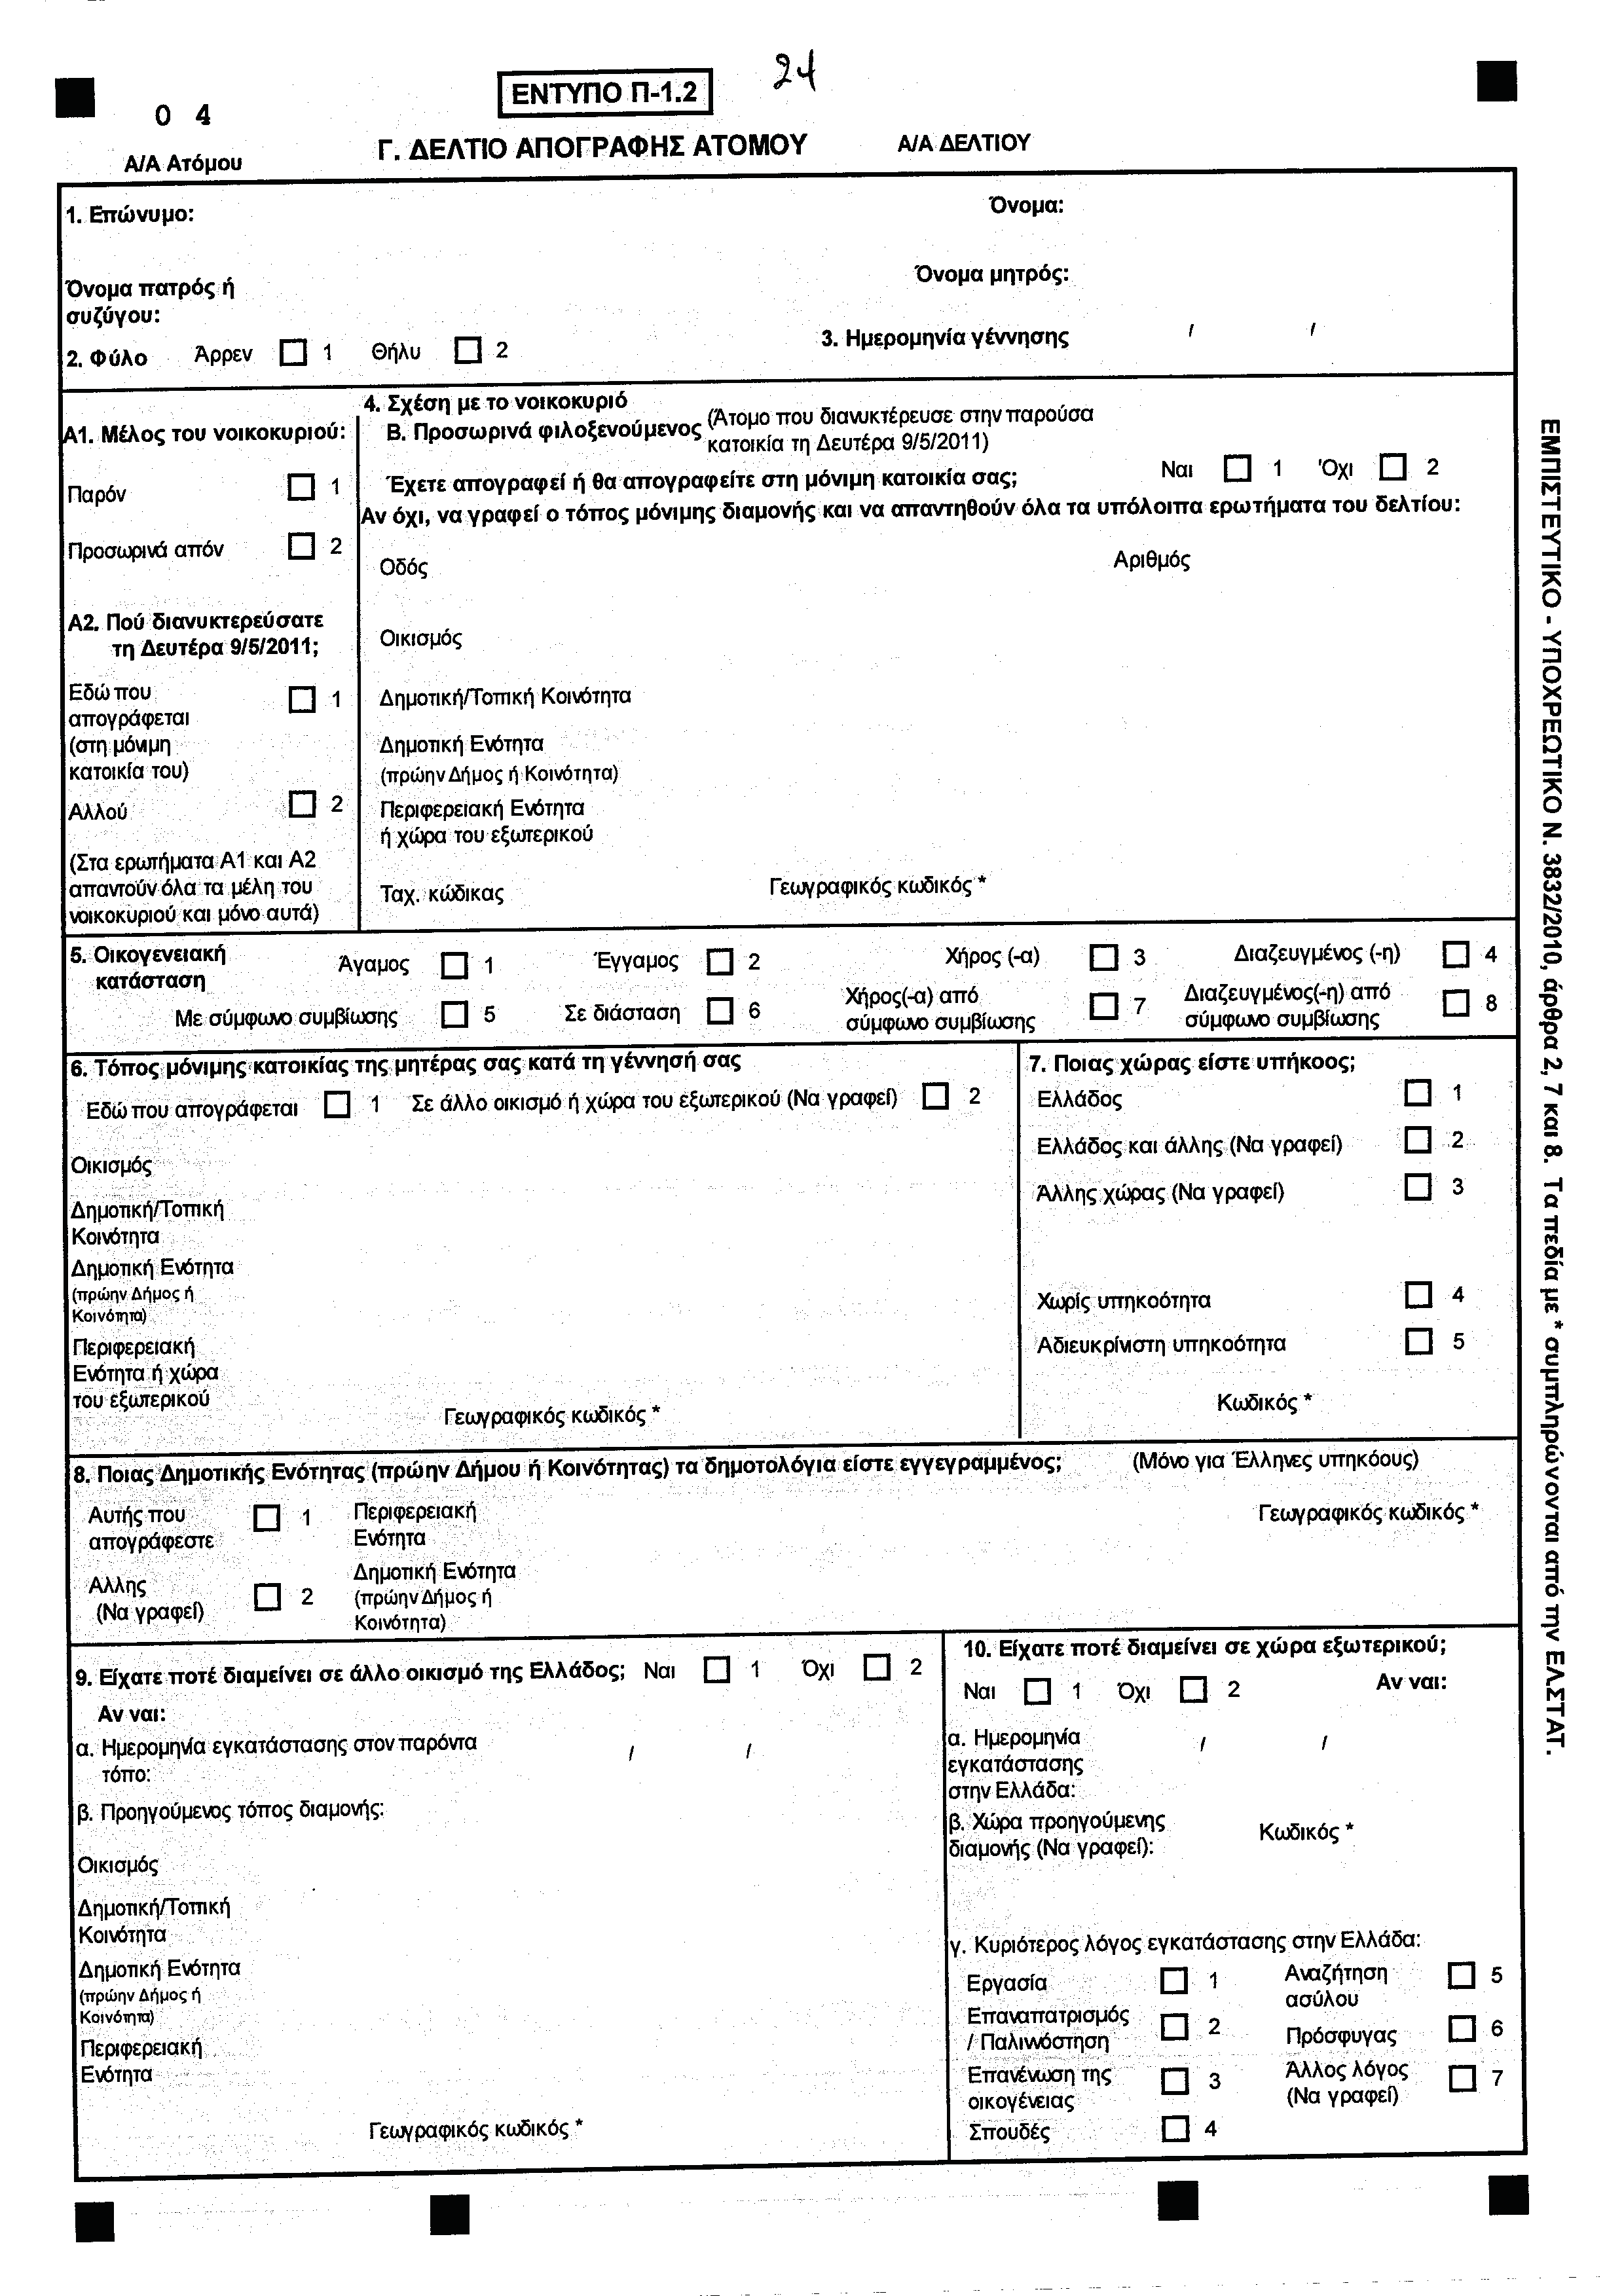 24
ΕΝΤΥΠΟ Π-1.2
0 4
Α/Α Ατόμου
Γ. ΔΕΛΤΙΟ ΑΠΟΓΡΑΦΗΣ ΑΤΟΜΟΥ
Α/Α ΔΕΛΤΙΟΥ
1. Επώνυμο:
Όνομα:
Όνομα πατρός ή
συζύγου:
Όνομα μητρός:
2. Φύλο Άρρεν 1 Θήλυ 2
3. Ημερομηνία γέννησης / /
Α1. Μέλος του νοικοκυριού:
Παρόν 1
Προσωρινά απόν 2
Α2. Πού διανυκτερεύσατε
τη Δευτέρα 9/5/2011;
Εδώ που 1
απογράφεται
(στη μόνιμη
κατοικία του)
Αλλού 2
(Στα ερωτήματα Α1 και Α2
απαντούν όλα τα μέλη του
νοικοκυριού και μόνο αυτά)
4. Σχέση με το νοικοκυριό
Β. Προσωρινά φιλοξενούμενος (Άτομο που διανυκτέρευσε στην παρούσα
κατοικία τη Δευτέρα 9/5/2011)
Έχετε απογραφεί ή θα απογραφείτε στη μόνιμη κατοικία σας; Ναι 1 Όχι 2
Αν όχι, να γραφεί ο τόπος μόνιμης διαμονής και να απαντηθούν όλα τα υπόλοιπα ερωτήματα του δελτίου:
Οδός Αριθμός
Οικισμός
Δημοτική/Τοπική Κοινότητα
Δημοτική Ενότητα
(πρώην Δήμος ή Κοινότητα)
Περιφερειακή Ενότητα
ή χώρα του εξωτερικού
Ταχ. κώδικας Γεωγραφικός κωδικός *
5. Οικογενειακή
κατάσταση
Άγαμος 1 Έγγαμος 2 Χήρος (-α) 3 Διαζευγμένος (-η) 4
Με σύμφωνο συμβίωσης 5 Σε διάσταση 6 Χήρος(-α) από
σύμφωνο συμβίωσης 7 Διαζευγμένος(-η) από
σύμφωνο συμβίωσης 8
6. Τόπος μόνιμης κατοικίας της μητέρας σας κατά τη γέννησή σας
Εδώ που απογράφεται 1 Σε άλλο οικισμό ή χώρα του εξωτερικού (Να γραφεί) 2
Οικισμός
Δημοτική/Τοπική
Κοινότητα
Δημοτική Ενότητα
(πρώην Δήμος ή
Κοινότητα)
Περιφερειακή
Ενότητα ή χώρα
του εξωτερικού
Γεωγραφικός κωδικός *
7. Ποιας χώρας είστε υπήκοος;
Ελλάδος 1
Ελλάδος και άλλης (Να γραφεί) 2
Άλλης χώρας (Να γραφεί) 3
Χωρίς υπηκοότητα 4
Αδιευκρίνιστη υπηκοότητα 5
Κωδικός *
8. Ποιας Δημοτικής Ενότητας (πρώην Δήμου ή Κοινότητας) τα δημοτολόγια είστε εγγεγραμμένος; (Μόνο για Έλληνες υπηκόους)
Αυτής που
απογράφεστε 1
Άλλης
(Να γραφεί) 2
Περιφερειακή
Ενότητα
Γεωγραφικός κωδικός *
Δημοτική Ενότητα
(πρώην Δήμος ή
Κοινότητα)
9. Είχατε ποτέ διαμείνει σε άλλο οικισμό της Ελλάδος; Ναι 1 Όχι 2
Αν ναι:
α. Ημερομηνία εγκατάστασης στον παρόντα / /
τόπο:
β. Προηγούμενος τόπος διαμονής:
Οικισμός
Δημοτική/Τοπική
Κοινότητα
Δημοτική Ενότητα
(πρώην Δήμος ή
Κοινότητα)
Περιφερειακή
Ενότητα
Γεωγραφικός κωδικός *
10. Είχατε ποτέ διαμείνει σε χώρα εξωτερικού;
Ναι 1 Όχι 2 Αν ναι:
α. Ημερομηνία / /
εγκατάστασης
στην Ελλάδα:
β. Χώρα προηγούμενης
διαμονής (Να γραφεί): Κωδικός *
γ. Κυριότερος λόγος εγκατάστασης στην Ελλάδα:
Εργασία 1
Επαναπατρισμός
/ Παλιννόστηση 2
Επανένωση της
οικογένειας 3
Σπουδές 4
Αναζήτηση
ασύλου 5
Πρόσφυγας 6
Άλλος λόγος
(Να γραφεί) 7
ΕΜΠΙΣΤΕΥΤΙΚΟ - ΥΠΟΧΡΕΩΤΙΚΟ Ν. 3832/2010, άρθρα 2, 7 και 8. Τα πεδία με * συμπληρώνονται από την ΕΛΣΤΑΤ.